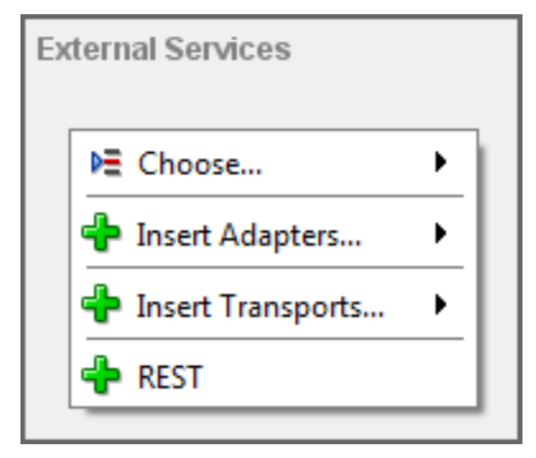 External Services
Choose...
Insert Adapters...
Insert Transports...
REST